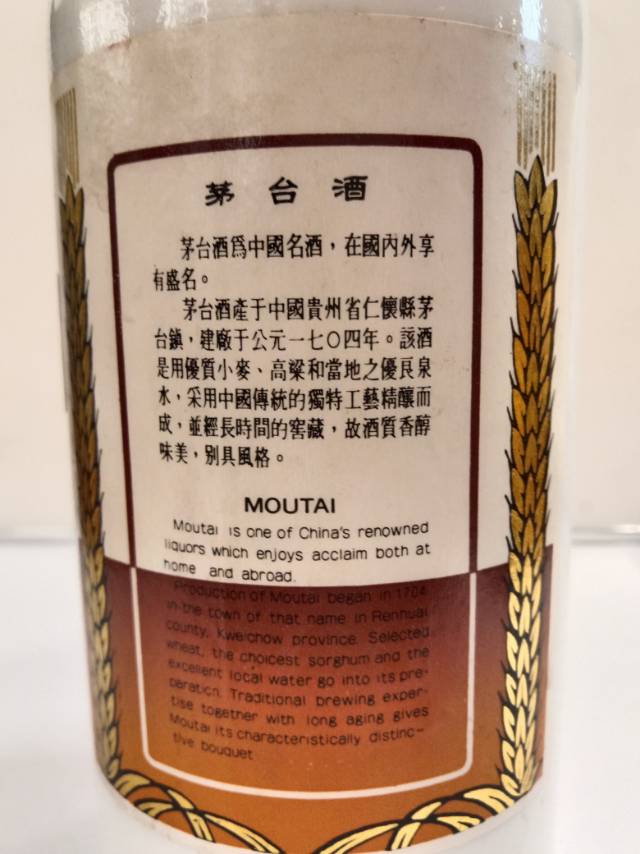 茅台酒
茅台酒爲中國名酒，在國內外享
有盛名。
茅台酒產于中國貴州省仁懷縣茅
台鎮，建廠于公元一七〇四年。該酒
是用優質小麥、高粱和當地之優良泉
水，采用中國傳統的獨特工藝精釀而
成，並經長時間的窖藏，故酒質香醇
味美，别具風格。
MOUTAI
Moutai is one of China's renowned
liquors which enjoys acclaim both at
home and abroad.
Production of Moutai began in 1704
in the town of that name in Renhuai
county, Kweichow province. Selected
wheat, the choicest sorghum and the
excellent local water go into its pre-
paration. Traditional brewing exper-
tise together with long aging gives
Moutai its characteristically distinc-
tive bouquet